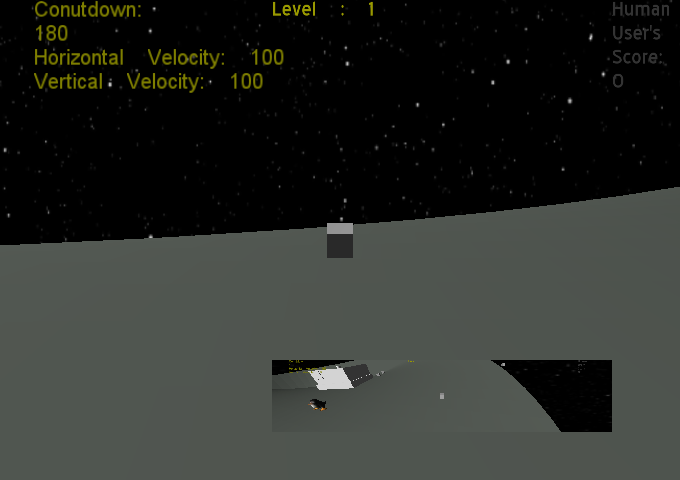 Conutdown:
180
Horizontal Velocity: 100
Vertical Velocity: 100
Level : 1
Human
User's
Score:
0